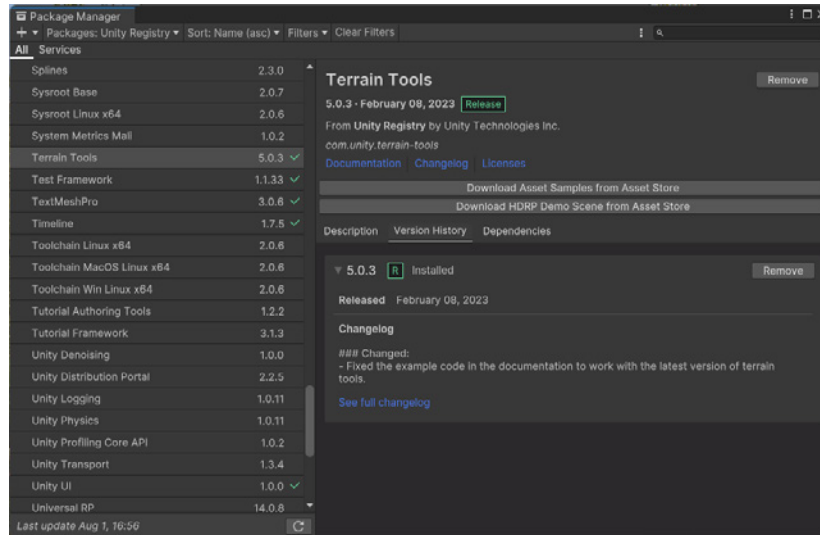 Package Manager
+ Packages: Unity Registry Sort: Name (asc) Filters Clear Filters
All Services
Splines 2.3.0
Sysroot Base 2.0.7
Sysroot Linux x64 2.0.6
System Metrics Mali 1.0.2
Terrain Tools 5.0.3
Test Framework 1.1.33
TextMeshPro 3.0.6
Timeline 1.7.5
Toolchain Linux x64 2.0.6
Toolchain MacOS Linux x64 2.0.6
Toolchain Win Linux x64 2.0.6
Tutorial Authoring Tools 1.2.2
Tutorial Framework 3.1.3
Unity Denoising 1.0.0
Unity Distribution Portal 2.2.5
Unity Logging 1.0.11
Unity Physics 1.0.11
Unity Profiling Core API 1.0.2
Unity Transport 1.3.4
Unity UI 1.0.0
Universal RP 14.0.8
Last update Aug 1, 16:56
Terrain Tools
Remove
5.0.3 · February 08, 2023 Release
From Unity Registry by Unity Technologies Inc.
com.unity.terrain-tools
Documentation Changelog Licenses
Download Asset Samples from Asset Store
Download HDRP Demo Scene from Asset Store
Description Version History Dependencies
5.0.3 R Installed Remove
Released February 08, 2023
Changelog
### Changed:
- Fixed the example code in the documentation to work with the latest version of terrain
tools.
See full changelog